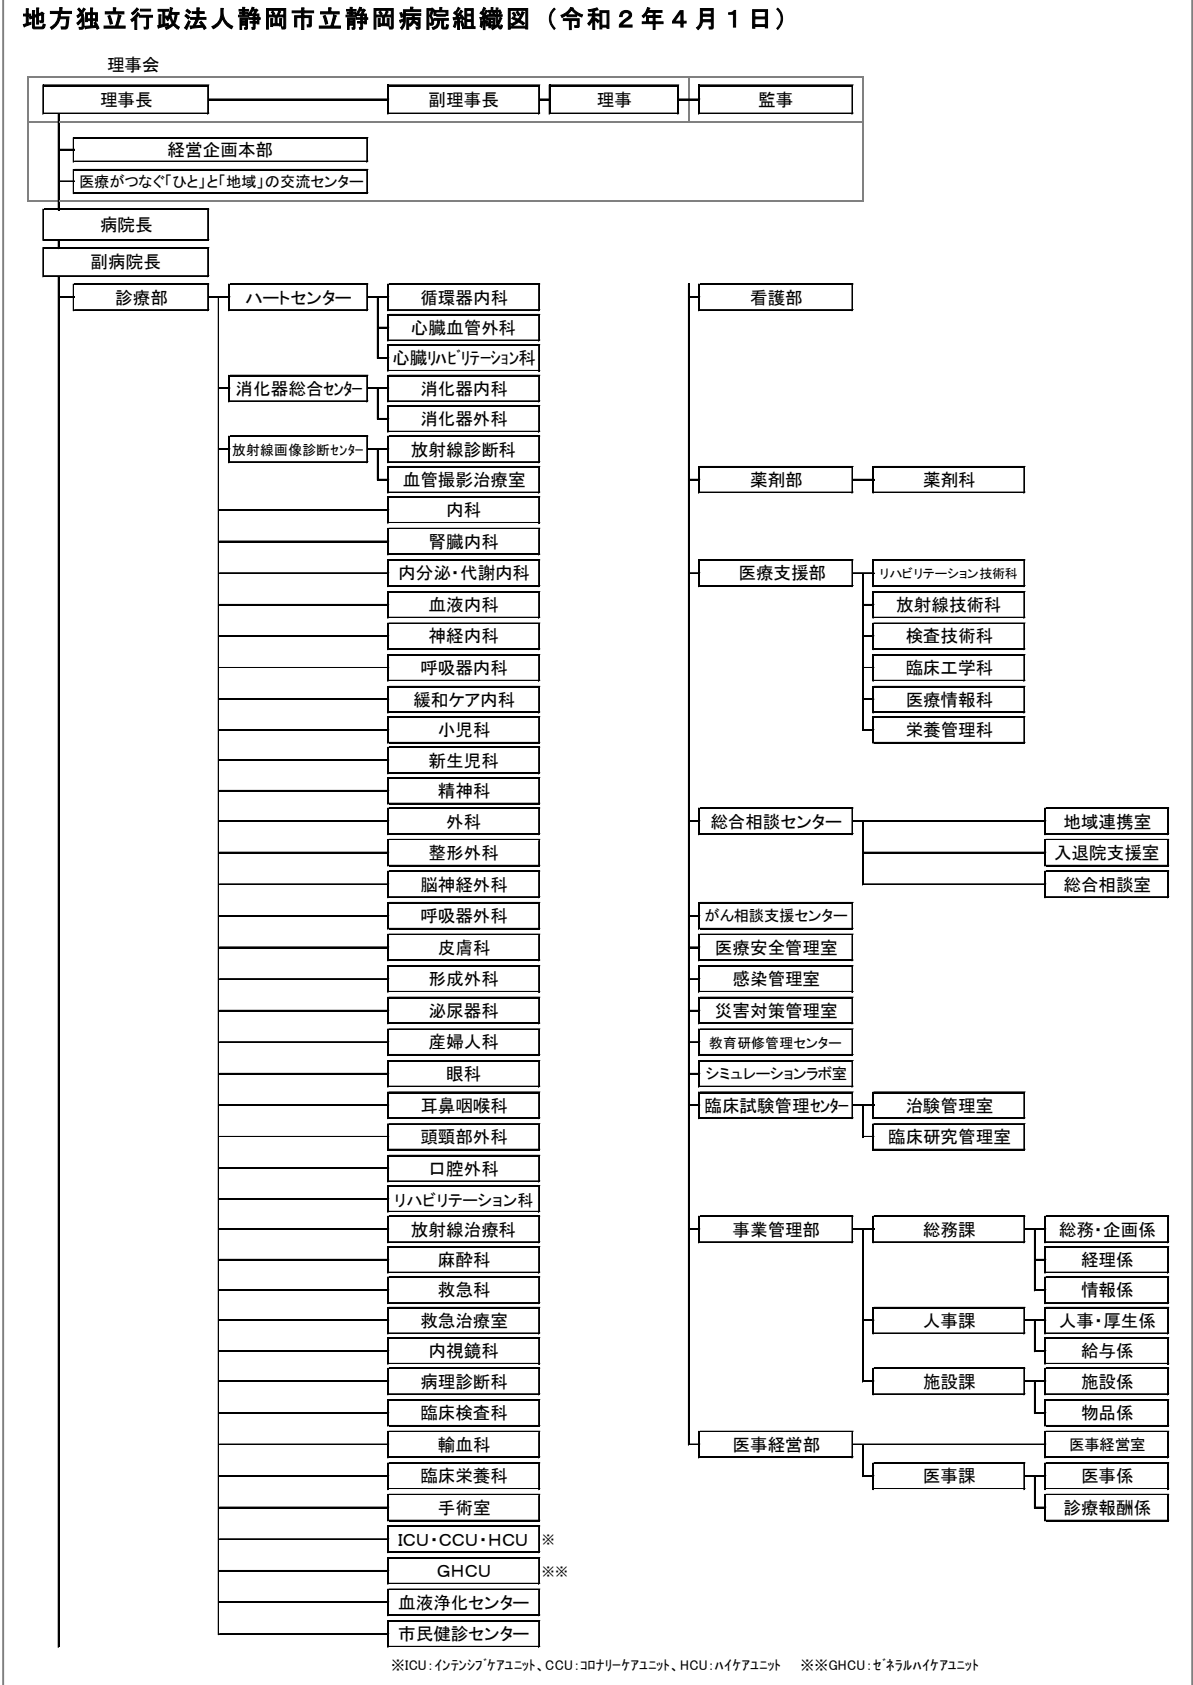 地方独立行政法人静岡市立静岡病院組織図（令和２年４月１日）
理事会
理事長
副理事長
理事
監事
経営企画本部
医療がつなぐ「ひと」と「地域」の交流センター
病院長
副病院長
診療部
ハートセンター
循環器内科
心臓血管外科
心臓ﾘﾊﾋﾞﾘﾃｰｼｮﾝ科
消化器総合ｾﾝﾀｰ
消化器内科
消化器外科
放射線画像診断ｾﾝﾀｰ
放射線診断科
血管撮影治療室
内科
腎臓内科
内分泌・代謝内科
血液内科
神経内科
呼吸器内科
緩和ケア内科
小児科
新生児科
精神科
外科
整形外科
脳神経外科
呼吸器外科
皮膚科
形成外科
泌尿器科
産婦人科
眼科
耳鼻咽喉科
頭頸部外科
口腔外科
リハビリテーション科
放射線治療科
麻酔科
救急科
救急治療室
内視鏡科
病理診断科
臨床検査科
輸血科
臨床栄養科
手術室
ICU・CCU・HCU ※
GHCU ※※
血液浄化センター
市民健診センター
看護部
薬剤部
薬剤科
医療支援部
リハビリテーション技術科
放射線技術科
検査技術科
臨床工学科
医療情報科
栄養管理科
総合相談センター
地域連携室
入退院支援室
総合相談室
がん相談支援センター
医療安全管理室
感染管理室
災害対策管理室
教育研修管理センター
シミュレーションラボ室
臨床試験管理ｾﾝﾀｰ
治験管理室
臨床研究管理室
事業管理部
総務課
総務・企画係
経理係
情報係
人事課
人事・厚生係
給与係
施設課
施設係
物品係
医事経営部
医事経営室
医事課
医事係
診療報酬係
※ICU：ｲﾝﾃﾝｼﾌﾞｹｱﾕﾆｯﾄ、CCU：ｺﾛﾅﾘｰｹｱﾕﾆｯﾄ、HCU：ﾊｲｹｱﾕﾆｯﾄ　※※GHCU：ｾﾞﾈﾗﾙﾊｲｹｱﾕﾆｯﾄ